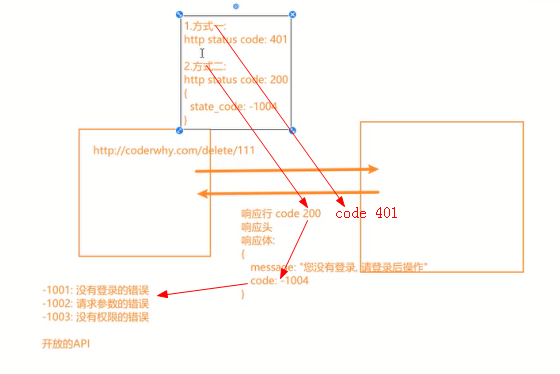 1.方式一:
http status code: 401
2.方式二:
http status code: 200
{
state_code: -1004
}
http://coderwhy.com/delete/111
响应行 code 200
code 401
响应头
响应体:
{
message: "您没有登录, 请登录后操作"
code: -1004
}
-1001: 没有登录的错误
-1002: 请求参数的错误
-1003: 没有权限的错误
开放的API